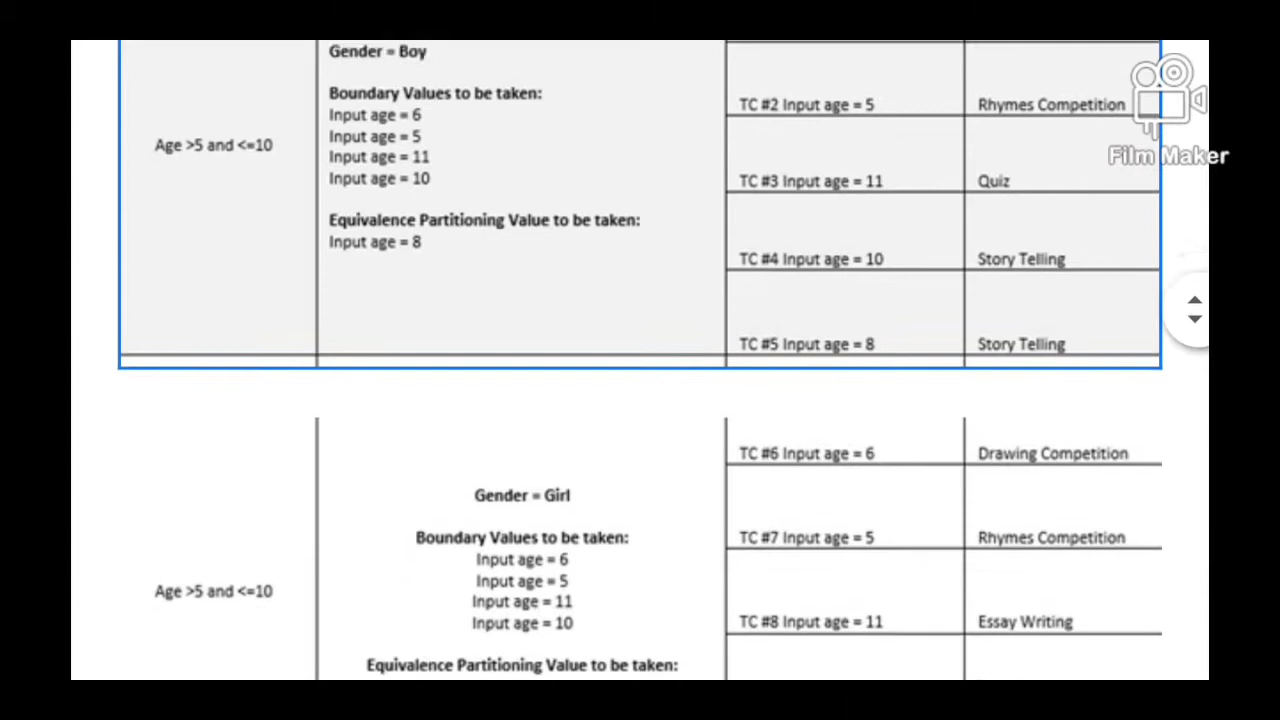 Gender = Boy
Boundary Values to be taken:
Input age = 6
Input age = 5
Input age = 11
Input age = 10
Equivalence Partitioning Value to be taken:
Input age = 8
Age >5 and <=10
TC #2 Input age = 5
Rhymes Competition
TC #3 Input age = 11
Quiz
TC #4 Input age = 10
Story Telling
TC #5 Input age = 8
Story Telling
Film Maker
TC #6 Input age = 6
Drawing Competition
Gender = Girl
Boundary Values to be taken:
Input age = 6
Input age = 5
Input age = 11
Input age = 10
Equivalence Partitioning Value to be taken:
Age >5 and <=10
TC #7 Input age = 5
Rhymes Competition
TC #8 Input age = 11
Essay Writing